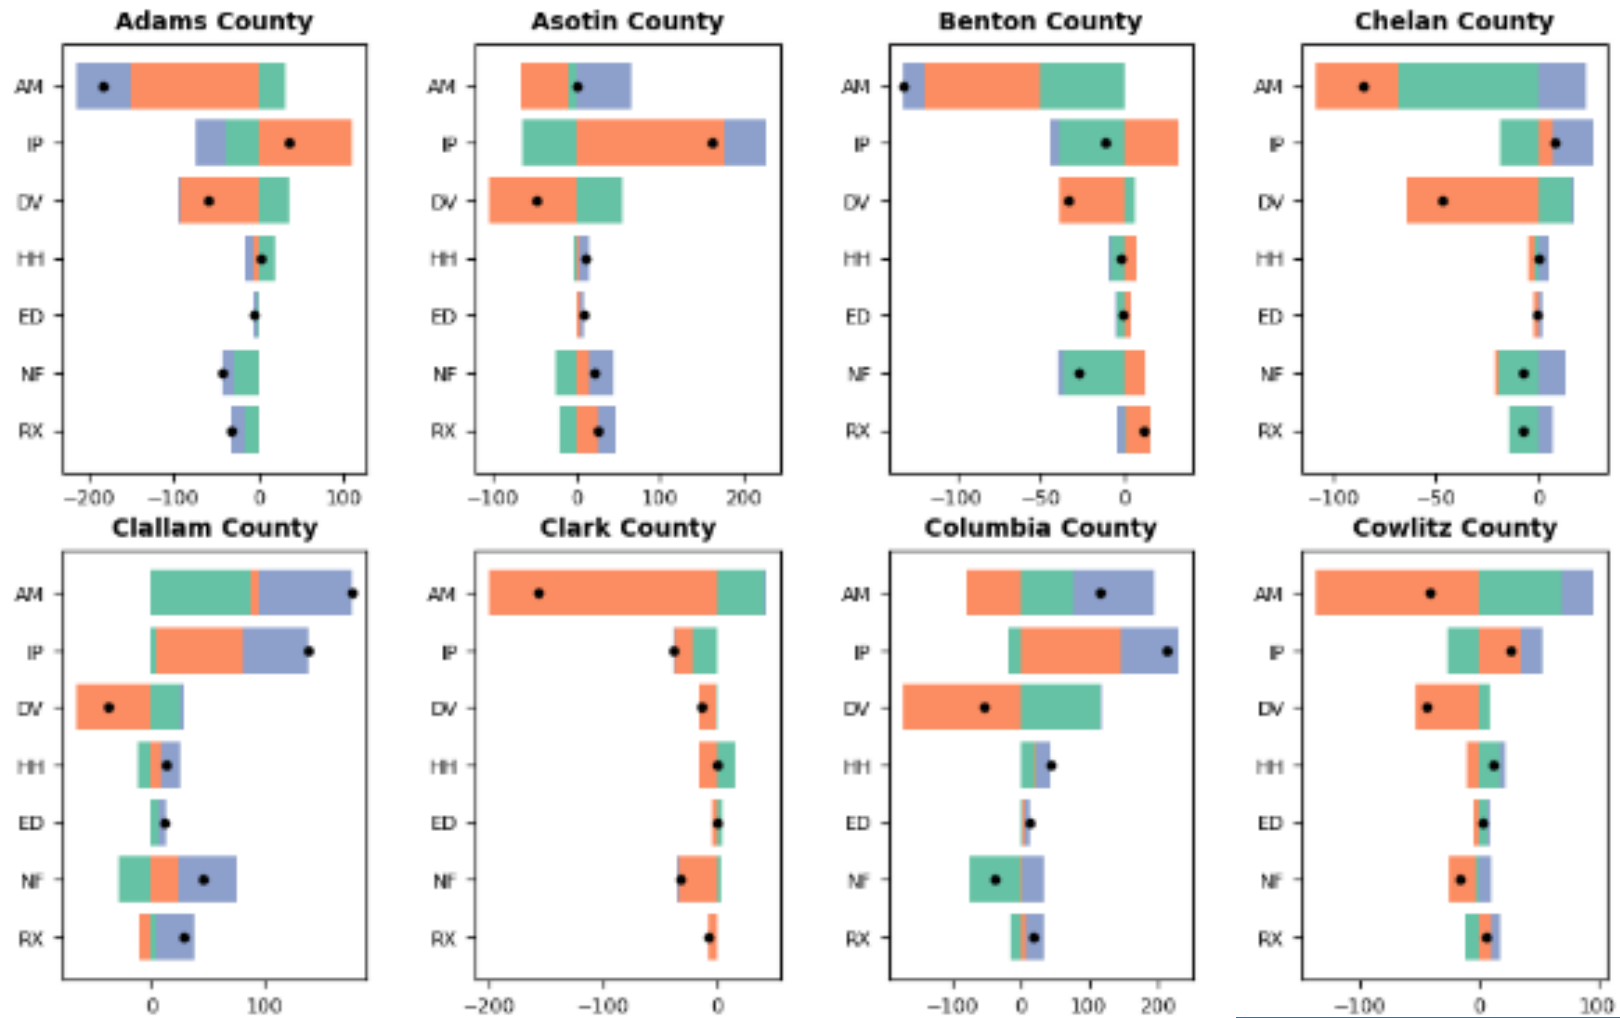 Adams County
AM
IP
DV
HH
ED
NF
RX
−200 −100 0 100
Asotin County
AM
IP
DV
HH
ED
NF
RX
−100 0 100 200
Benton County
AM
IP
DV
HH
ED
NF
RX
−100 −50 0
Chelan County
AM
IP
DV
HH
ED
NF
RX
−100 −50 0
Clallam County
AM
IP
DV
HH
ED
NF
RX
0 100
Clark County
AM
IP
DV
HH
ED
NF
RX
−200 −100 0
Columbia County
AM
IP
DV
HH
ED
NF
RX
−100 0 100 200
Cowlitz County
AM
IP
DV
HH
ED
NF
RX
−100 0 100